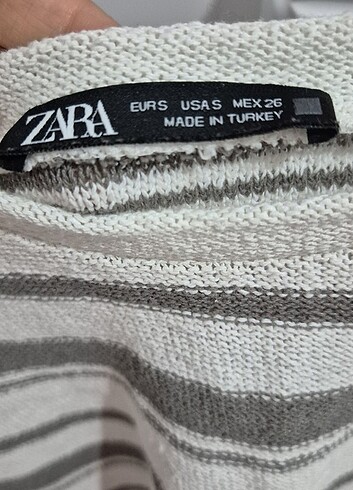 ZARA
EUR S USA S MEX 26
MADE IN TURKEY